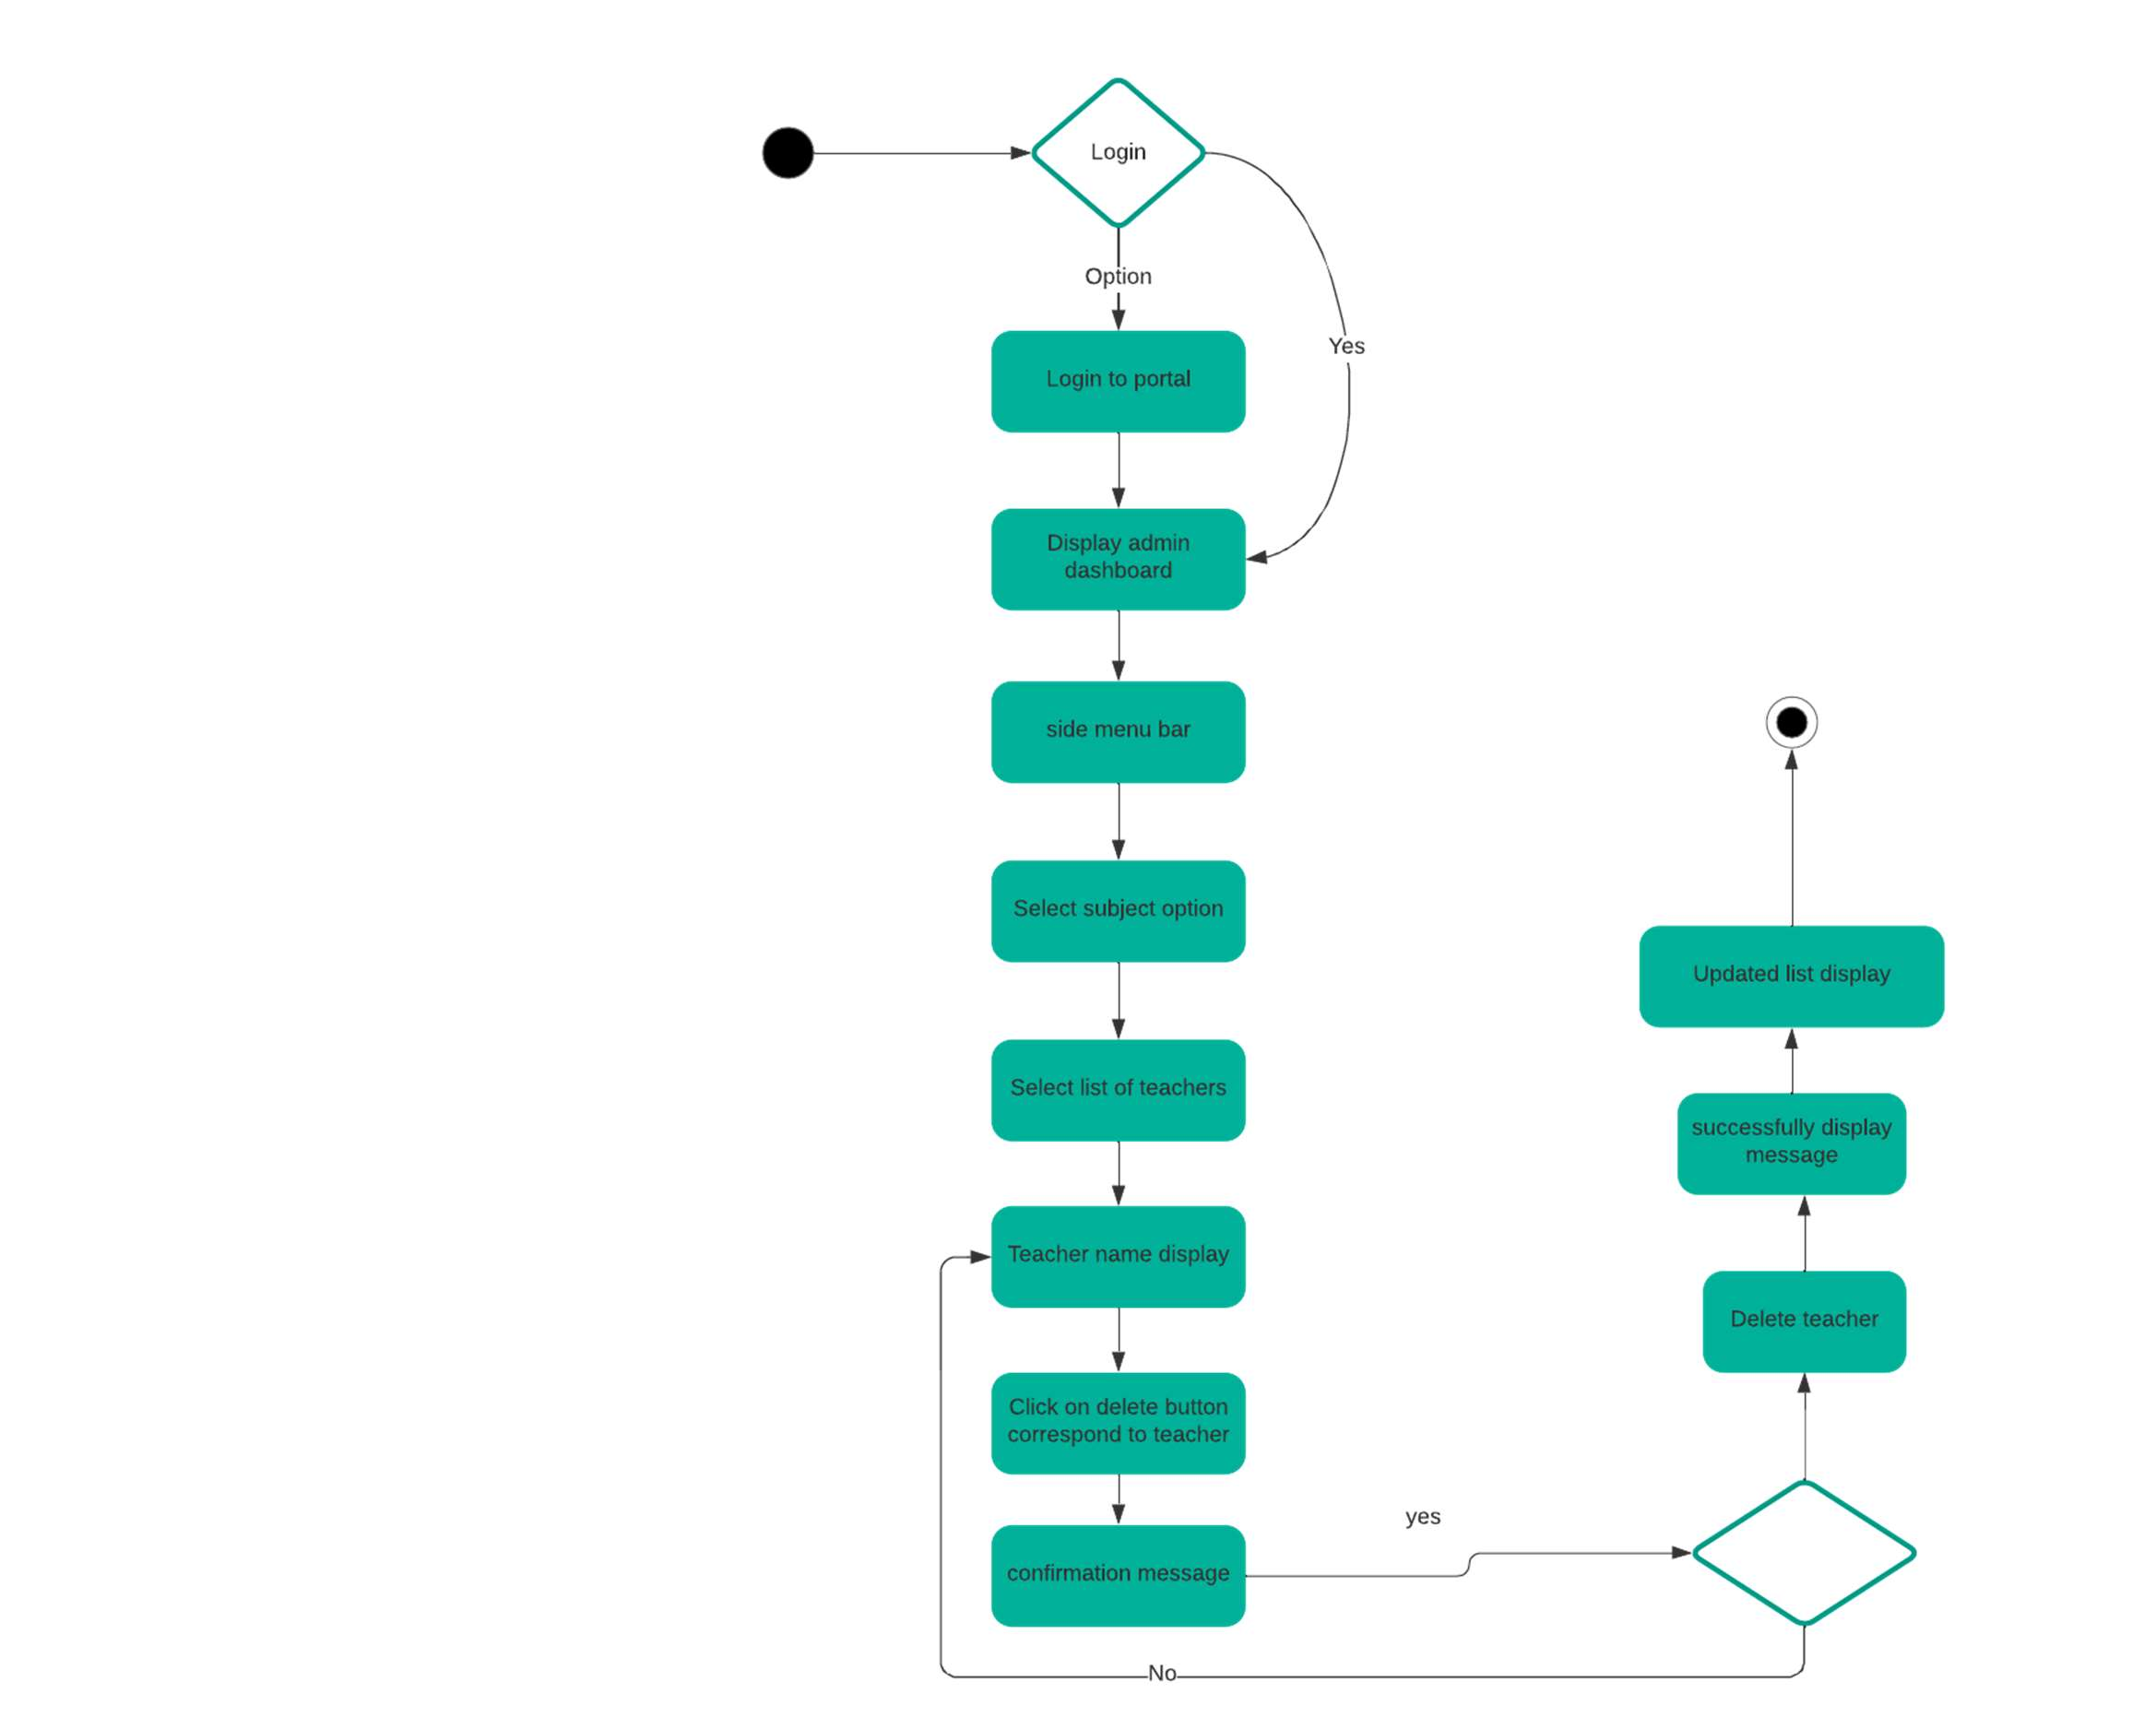 Login
Option
Yes
Login to portal
Display admin
dashboard
side menu bar
Select subject option
Select list of teachers
Teacher name display
Click on delete button
correspond to teacher
confirmation message
yes
No
Delete teacher
successfully display
message
Updated list display